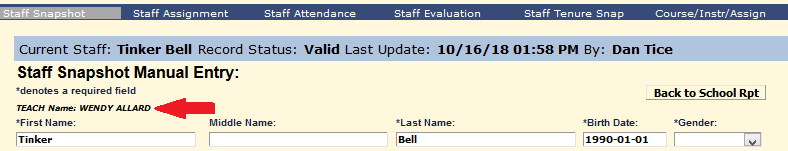 Staff Snapshot Staff Assignment Staff Attendance Staff Evaluation Staff Tenure Snap Course/Instr/Assign
Current Staff: Tinker Bell Record Status: Valid Last Update: 10/16/18 01:58 PM By: Dan Tice
Staff Snapshot Manual Entry:
*denotes a required field
Back to School Rpt
TEACH Name: WENDY ALLARD
*First Name: Middle Name: *Last Name: *Birth Date: *Gender:
Tinker Bell 1990-01-01